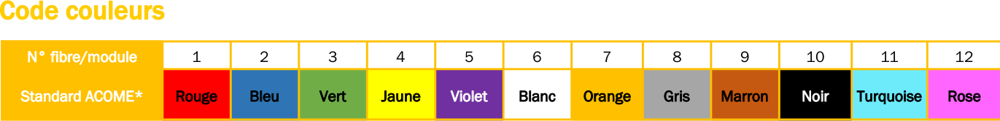 Code couleurs
N° fibre/module 1 2 3 4 5 6 7 8 9 10 11 12
Standard ACOME* Rouge Bleu Vert Jaune Violet Blanc Orange Gris Marron Noir Turquoise Rose